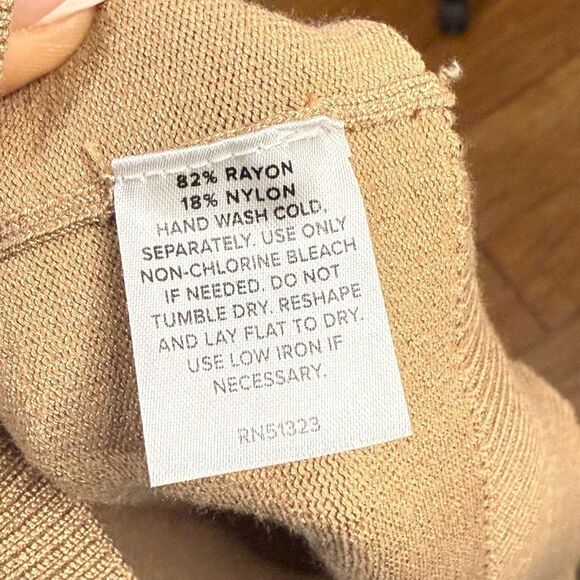 82% RAYON
18% NYLON
HAND WASH COLD,
SEPARATELY. USE ONLY
NON-CHLORINE BLEACH
IF NEEDED. DO NOT
TUMBLE DRY. RESHAPE
AND LAY FLAT TO DRY.
USE LOW IRON IF
NECESSARY.
RN51323